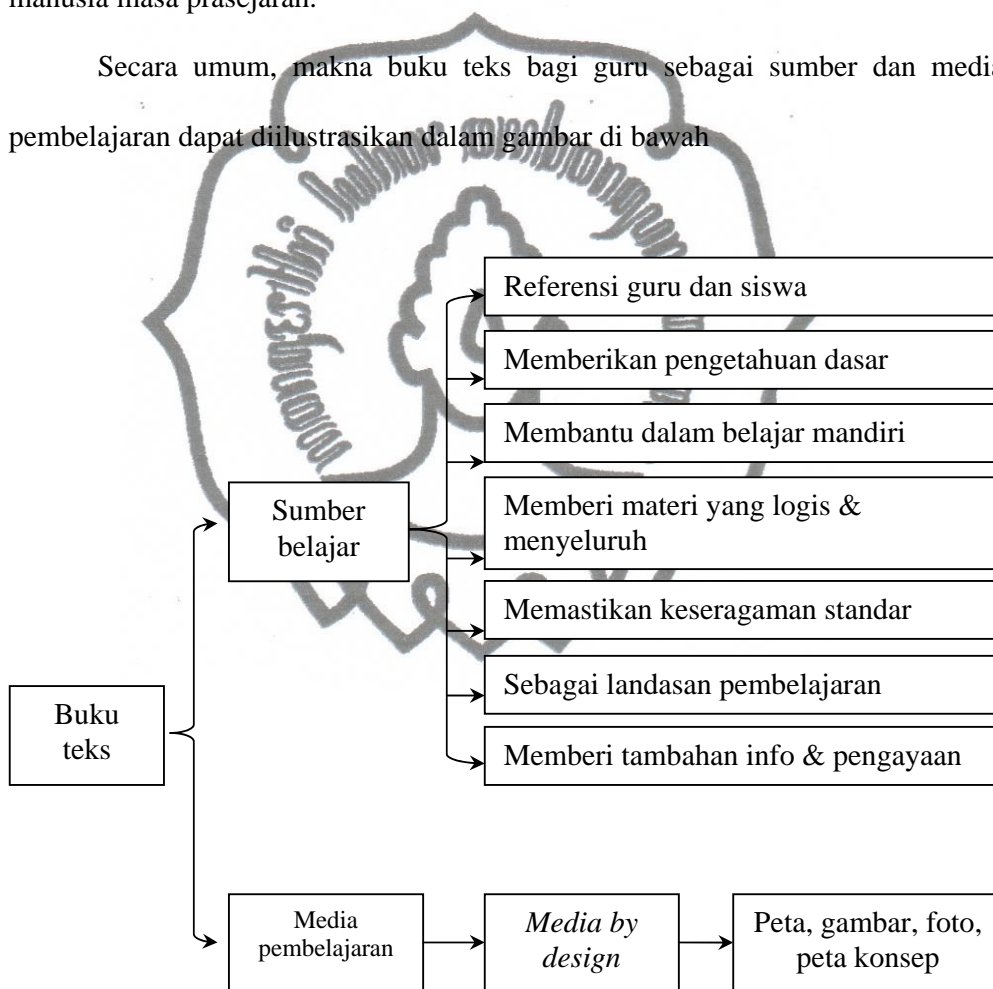 manusia masa prasejarah.
Secara umum, makna buku teks bagi guru sebagai sumber dan media
pembelajaran dapat diilustrasikan dalam gambar di bawah
Referensi guru dan siswa
Memberikan pengetahuan dasar
Membantu dalam belajar mandiri
Sumber
belajar
Memberi materi yang logis &
menyeluruh
Memastikan keseragaman standar
Sebagai landasan pembelajaran
Buku
teks
Memberi tambahan info & pengayaan
Media
pembelajaran
Media by
design
Peta, gambar, foto,
peta konsep